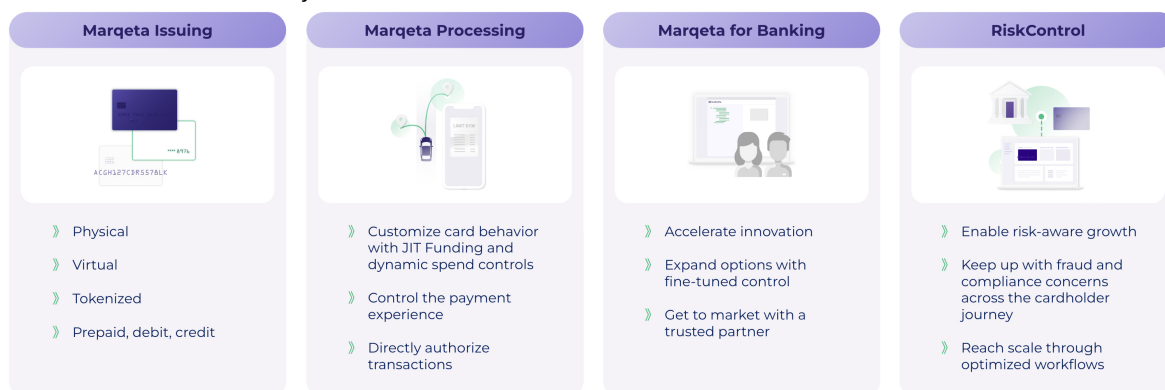 Marqeta Issuing
**** 8976
ACGH127CDRS578LK
Physical
Virtual
Tokenized
Prepaid, debit, credit
Marqeta Processing
Customize card behavior
with JIT Funding and
dynamic spend controls
Control the payment
experience
Directly authorize
transactions
Marqeta for Banking
Accelerate innovation
Expand options with
fine-tuned control
Get to market with a
trusted partner
RiskControl
Enable risk-aware growth
Keep up with fraud and
compliance concerns
across the cardholder
journey
Reach scale through
optimized workflows